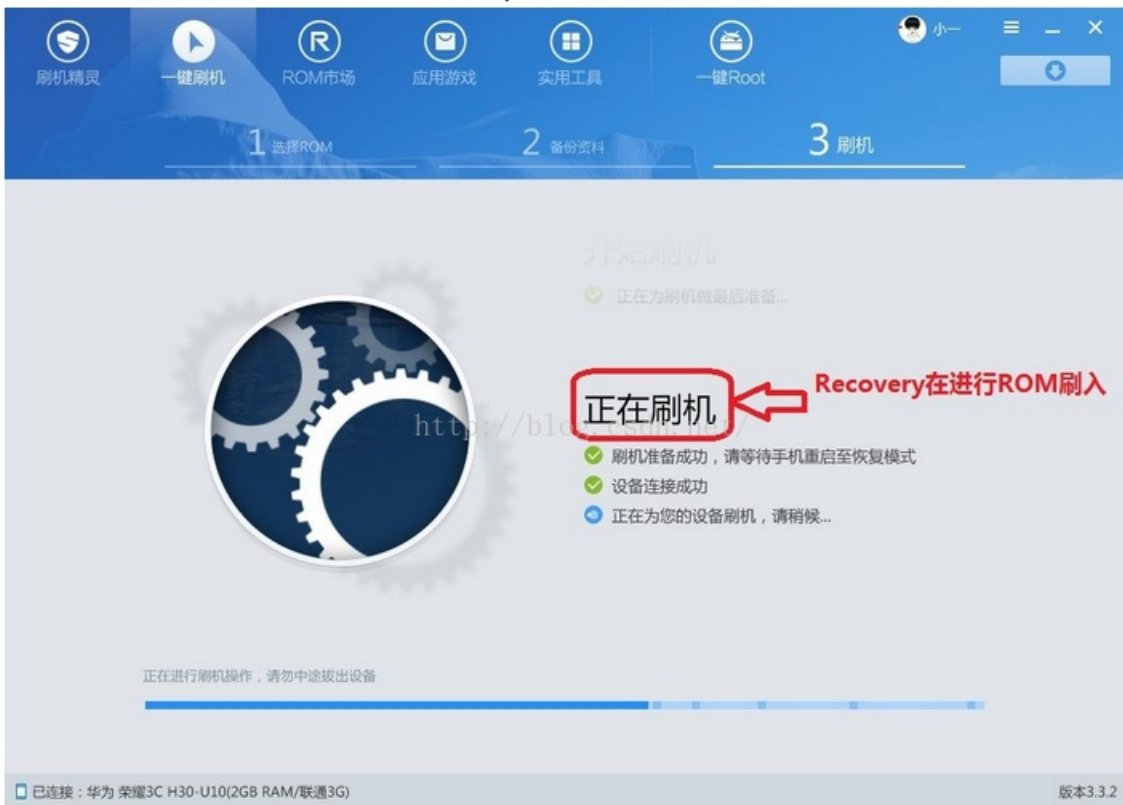 小一
刷机精灵 一键刷机 ROM市场 应用游戏 实用工具 一键Root
1 选择ROM 2 备份资料 3 刷机
开始刷机
正在为刷机做最后准备...
Recovery在进行ROM刷入
正在刷机
http://blog.csdn.net/
刷机准备成功，请等待手机重启至恢复模式
设备连接成功
正在为您的设备刷机，请稍候...
正在进行刷机操作，请勿中途拔出设备
已连接：华为 荣耀3C H30-U10(2GB RAM/联通3G) 版本3.3.2